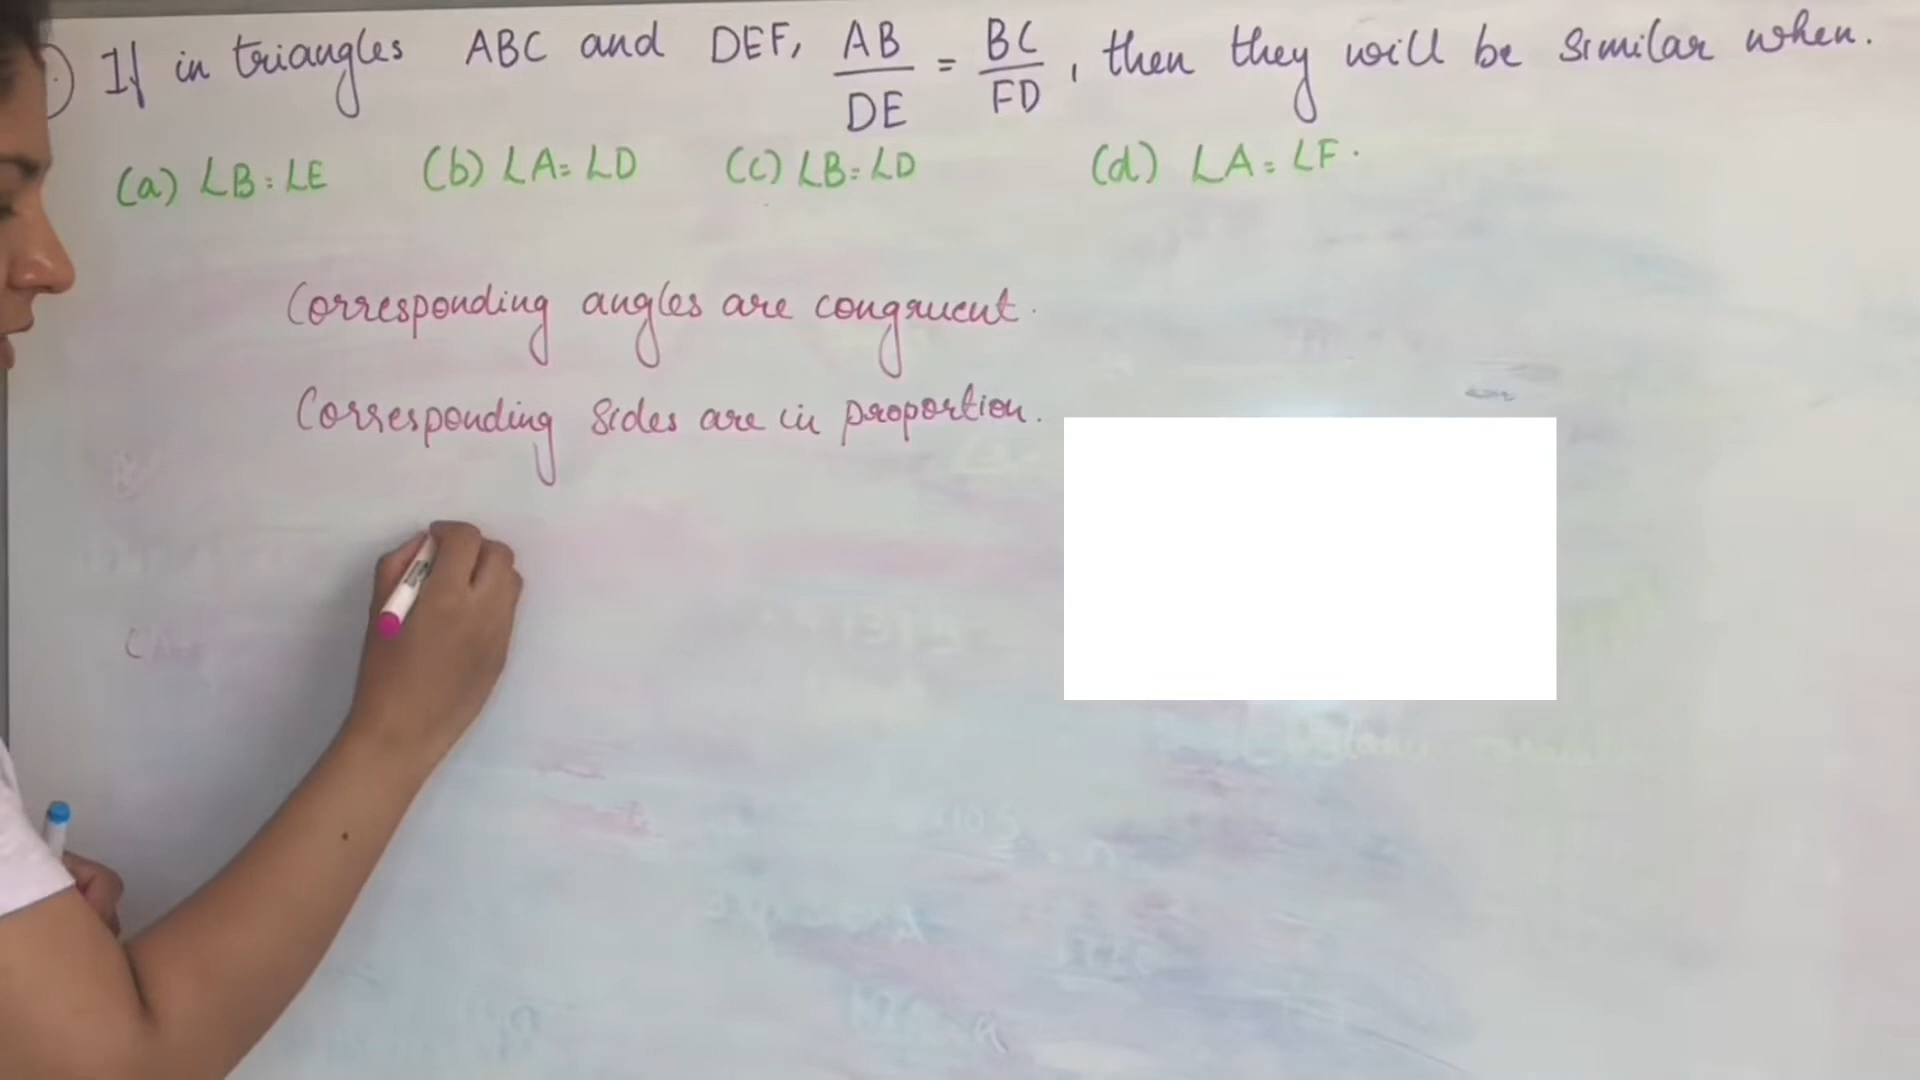 ) If in triangles ABC and DEF, AB/DE = BC/FD, then they will be similar when.
(a) ∠B = ∠E (b) ∠A = ∠D (c) ∠B = ∠D (d) ∠A = ∠F.
Corresponding angles are congruent.
Corresponding sides are in proportion.